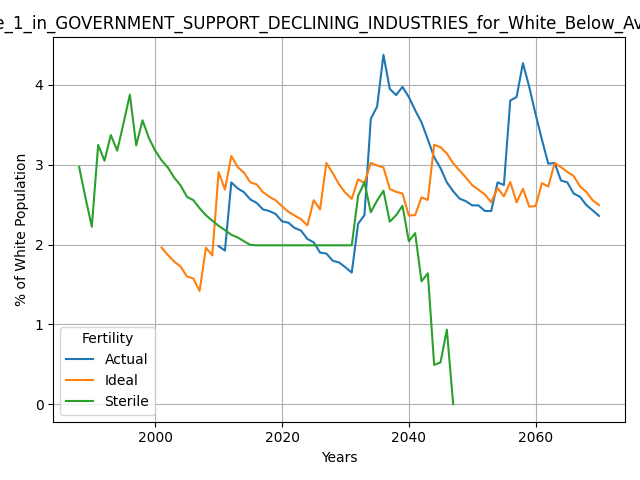 e_1_in_GOVERNMENT_SUPPORT_DECLINING_INDUSTRIES_for_White_Below_Av
4
3
2
1
0
% of White Population
Fertility
Actual
Ideal
Sterile
2000
2020
2040
2060
Years